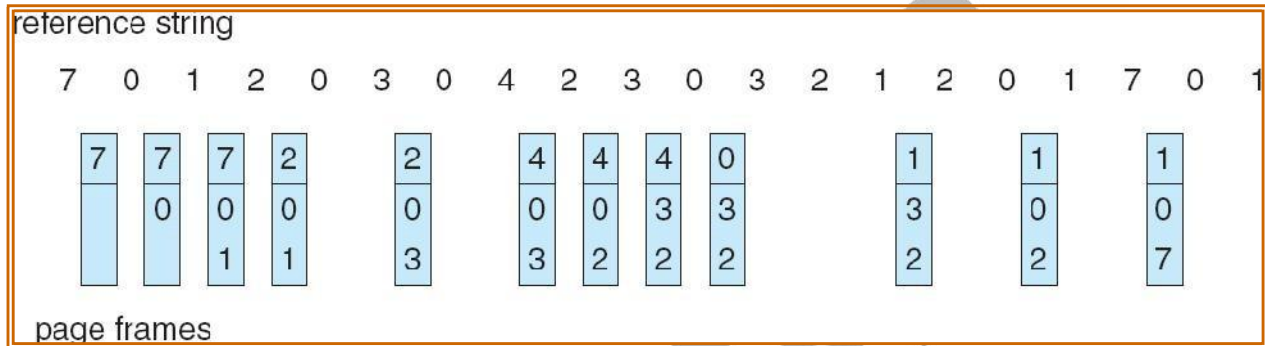 reference string
7 0 1 2 0 3 0 4 2 3 0 3 2 1 2 0 1 7 0 1
7 7 7 2 2 4 4 4 0 1 1 1
0 0 0 0 0 0 3 3 3 0 0
1 1 3 3 2 2 2 2 2 7
page frames